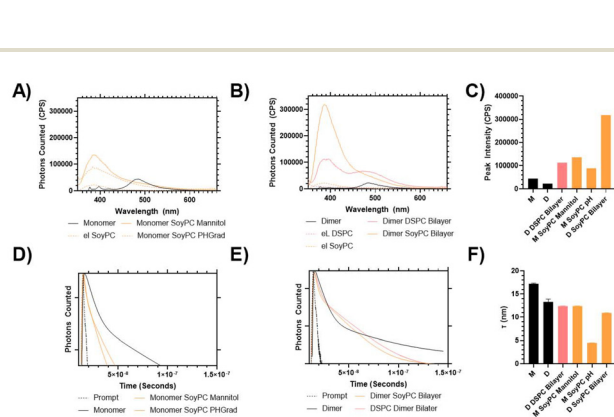 A)
Photons Counted (CPS)
300000
200000
100000
0
400
500
600
Wavelength (nm)
Monomer
Monomer SoyPC Mannitol
el SoyPC
Monomer SoyPC PHGrad
B)
Photons Counted (CPS)
300000
200000
100000
0
400
500
600
Wavelength (nm)
Dimer
Dimer DSPC Bilayer
eL DSPC
Dimer SoyPC Bilayer
el SoyPC
C)
Peak Intensity (CPS)
400000
300000
200000
100000
0
M
D
D DSPC Bilayer
M SoyPC Mannitol
M SoyPC pH
D SoyPC Bilayer
D)
Photons Counted
5×10⁻⁸
1×10⁻⁷
1.5×10⁻⁷
Time (Seconds)
Prompt
Monomer SoyPC Mannitol
Monomer
Monomer SoyPC PHGrad
E)
Photons Counted
5×10⁻⁸
1×10⁻⁷
1.5×10⁻⁷
Time (Seconds)
Prompt
Dimer SoyPC Bilayer
Dimer
DSPC Dimer Bilater
F)
τ (nm)
20
15
10
5
0
M
D
D DSPC Bilayer
M SoyPC Mannitol
M SoyPC pH
SoyPC Bilayer